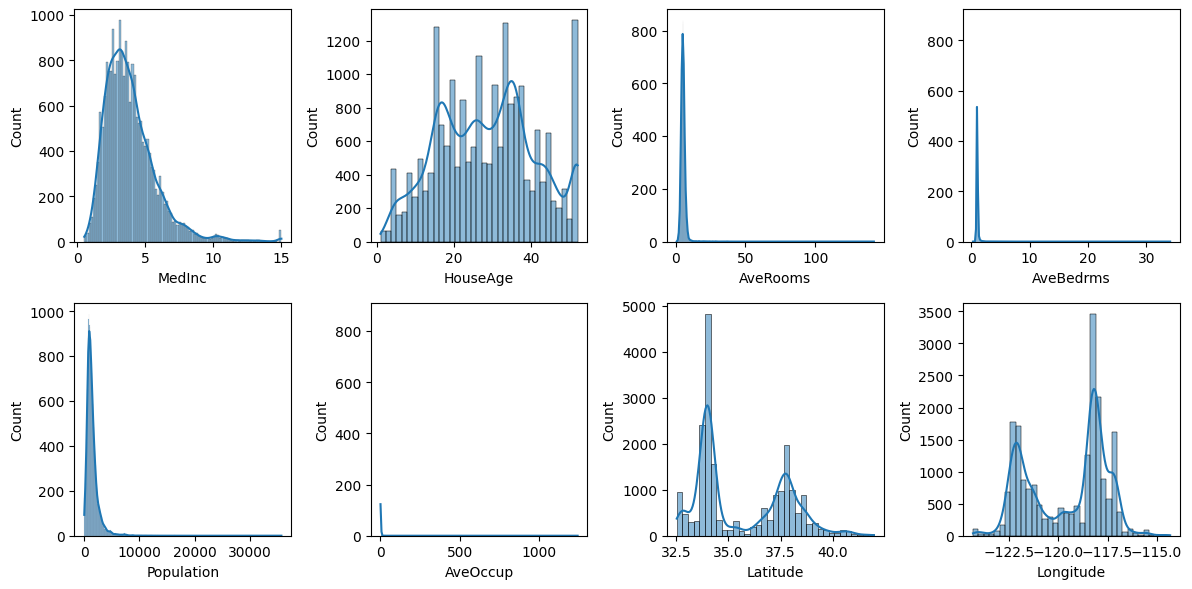 1000
800
600
400
200
0
Count
0 5 10 15
MedInc
1200
1000
800
600
400
200
0
Count
0 20 40
HouseAge
800
600
400
200
0
Count
0 50 100
AveRooms
800
600
400
200
0
Count
0 10 20 30
AveBedrms
1000
800
600
400
200
0
Count
0 10000 20000 30000
Population
800
600
400
200
0
Count
0 500 1000
AveOccup
5000
4000
3000
2000
1000
0
Count
32.5 35.0 37.5 40.0
Latitude
3500
3000
2500
2000
1500
1000
500
0
Count
−122.5 −120.0 −117.5 −115.0
Longitude